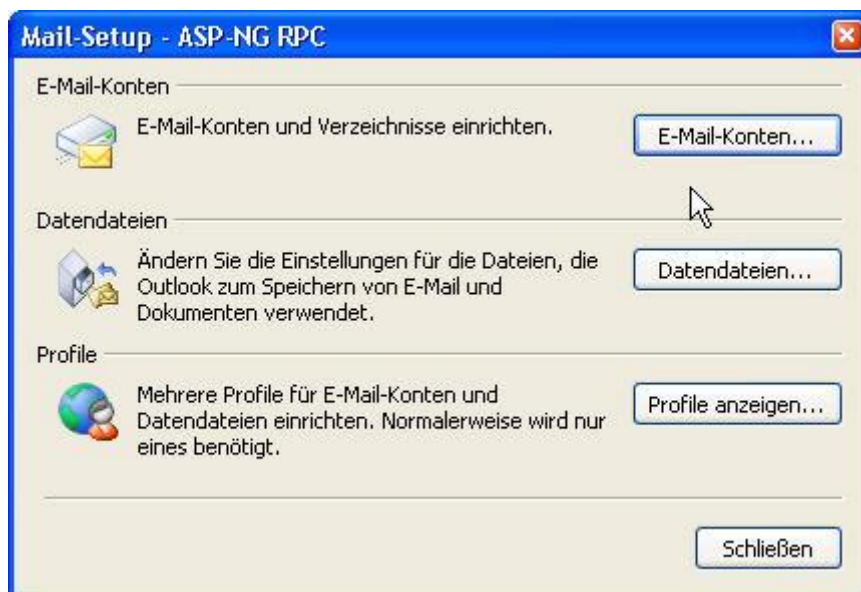 Mail-Setup - ASP-NG RPC
E-Mail-Konten
E-Mail-Konten und Verzeichnisse einrichten.
E-Mail-Konten...
Datendateien
Ändern Sie die Einstellungen für die Dateien, die
Outlook zum Speichern von E-Mail und
Dokumenten verwendet.
Datendateien...
Profile
Mehrere Profile für E-Mail-Konten und
Datendateien einrichten. Normalerweise wird nur
eines benötigt.
Profile anzeigen...
Schließen